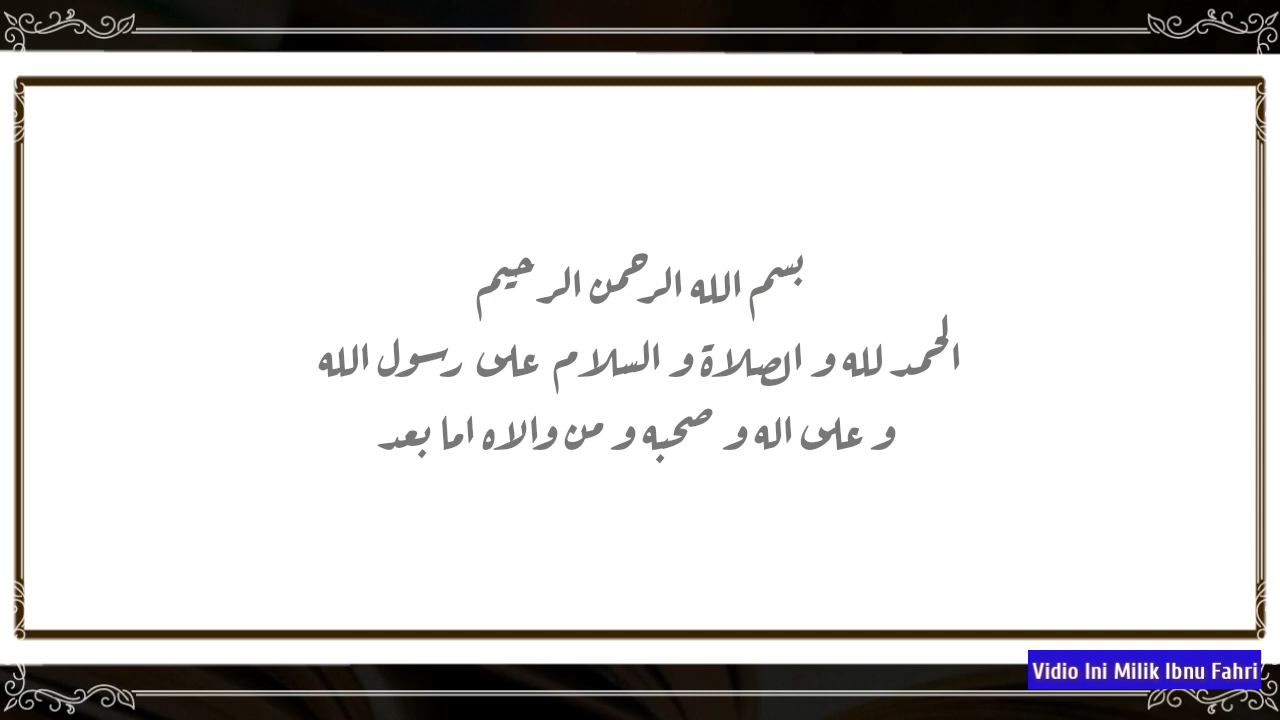 بسم الله الرحمن الرحيم
الحمد لله و الصلاة و السلام على رسول الله
و على اله و صحبه و من والاه اما بعد
Vidio Ini Milik Ibnu Fahri